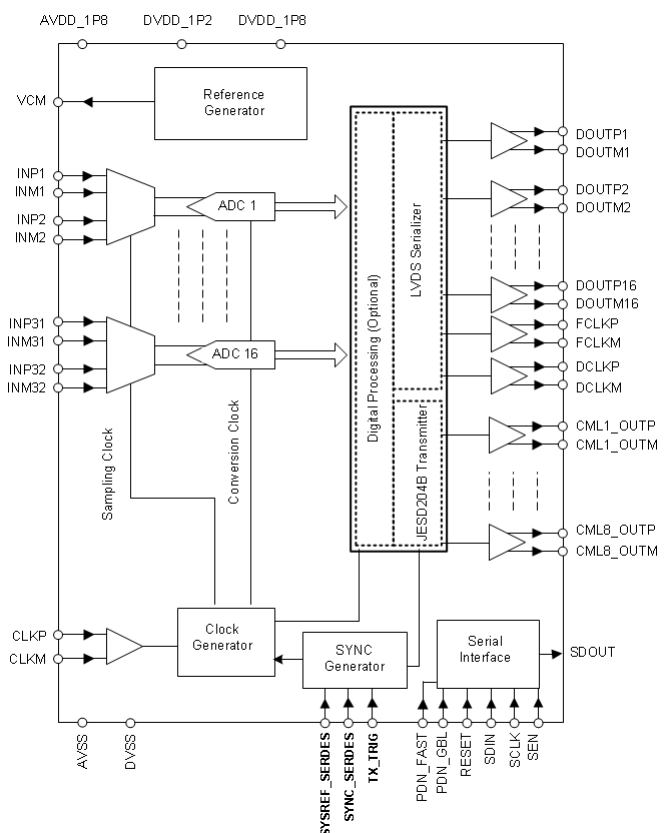 AVDD_1P8
DVDD_1P2
DVDD_1P8
VCM
Reference
Generator
INP1
INM1
INP2
INM2
ADC 1
INP31
INM31
INP32
INM32
ADC 16
Sampling Clock
Conversion Clock
Digital Processing (Optional)
LVDS Serializer
JESD204B Transmitter
DOUTP1
DOUTM1
DOUTP2
DOUTM2
DOUTP16
DOUTM16
FCLKP
FCLKM
DCLKP
DCLKM
CML1_OUTP
CML1_OUTM
CML8_OUTP
CML8_OUTM
CLKP
CLKM
Clock
Generator
SYNC
Generator
Serial
Interface
SDOUT
AVSS
DVSS
SYSREF_SERDES
SYNC_SERDES
TX_TRIG
PDN_FAST
PDN_GBL
RESET
SDIN
SCLK
SEN